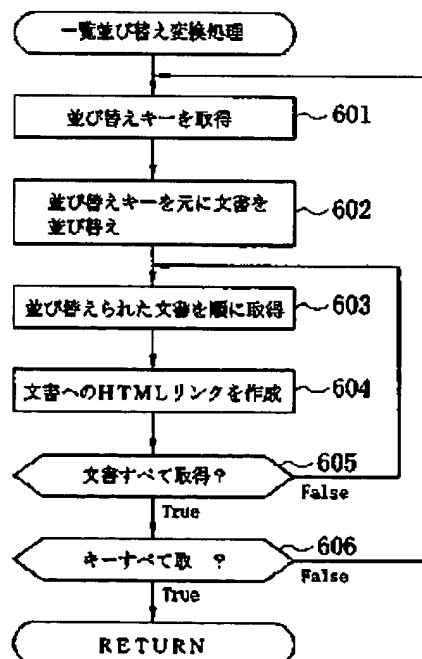 一覧並び替え変換処理
並び替えキーを取得
601
並び替えキーを元に文書を
並び替え
602
並び替えられた文書を順に取得
603
文書へのHTMLリンクを作成
604
文書すべて取得?
605
False
True
キーすべて取 ?
606
False
True
RETURN